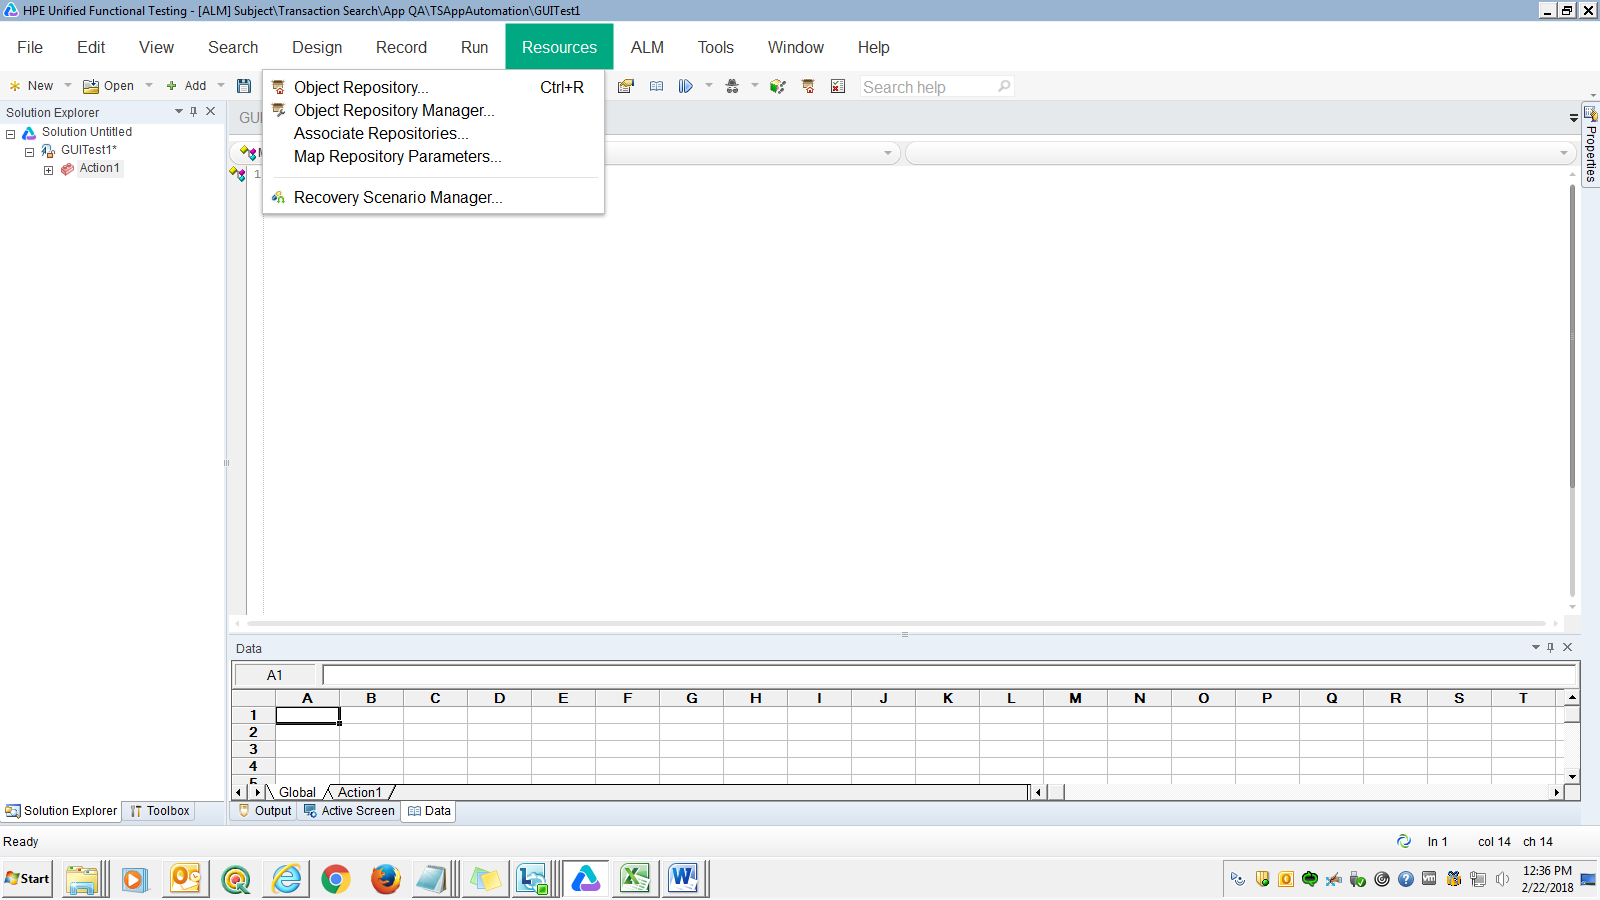 HPE Unified Functional Testing - [ALM] Subject\Transaction Search\App QA\TSAppAutomation\GUITest1
File Edit View Search Design Record Run Resources ALM Tools Window Help
New Open Add Search help
Object Repository... Ctrl+R
Object Repository Manager...
Associate Repositories...
Map Repository Parameters...
Recovery Scenario Manager...
Solution Explorer
Solution Untitled
GUITest1*
Action1
1
Properties
Data
A1
A B C D E F G H I J K L M N O P Q R S T
1
2
3
4
5
Global Action1
Solution Explorer Toolbox Output Active Screen Data
Ready ln 1 col 14 ch 14
Start
12:36 PM
2/22/2018